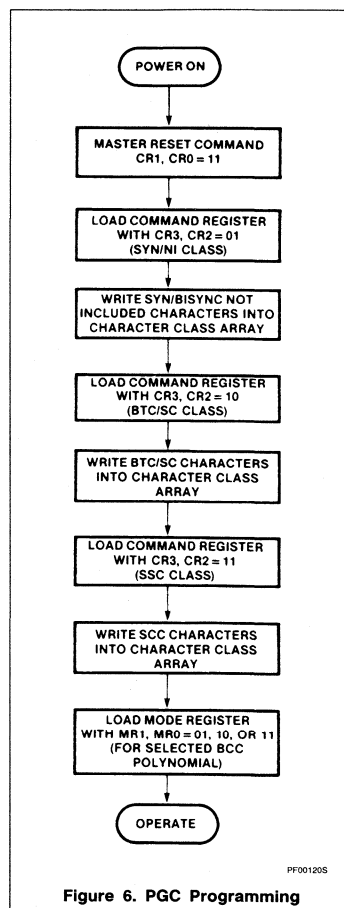 POWER ON
MASTER RESET COMMAND
CR1, CR0 = 11
LOAD COMMAND REGISTER
WITH CR3, CR2 = 01
(SYN/NI CLASS)
WRITE SYN/BISYNC NOT
INCLUDED CHARACTERS INTO
CHARACTER CLASS ARRAY
LOAD COMMAND REGISTER
WITH CR3, CR2 = 10
(BTC/SC CLASS)
WRITE BTC/SC CHARACTERS
INTO CHARACTER CLASS
ARRAY
LOAD COMMAND REGISTER
WITH CR3, CR2 = 11
(SSC CLASS)
WRITE SCC CHARACTERS
INTO CHARACTER CLASS
ARRAY
LOAD MODE REGISTER
WITH MR1, MR0 = 01, 10, OR 11
(FOR SELECTED BCC
POLYNOMIAL)
OPERATE
PF00120S
Figure 6. PGC Programming